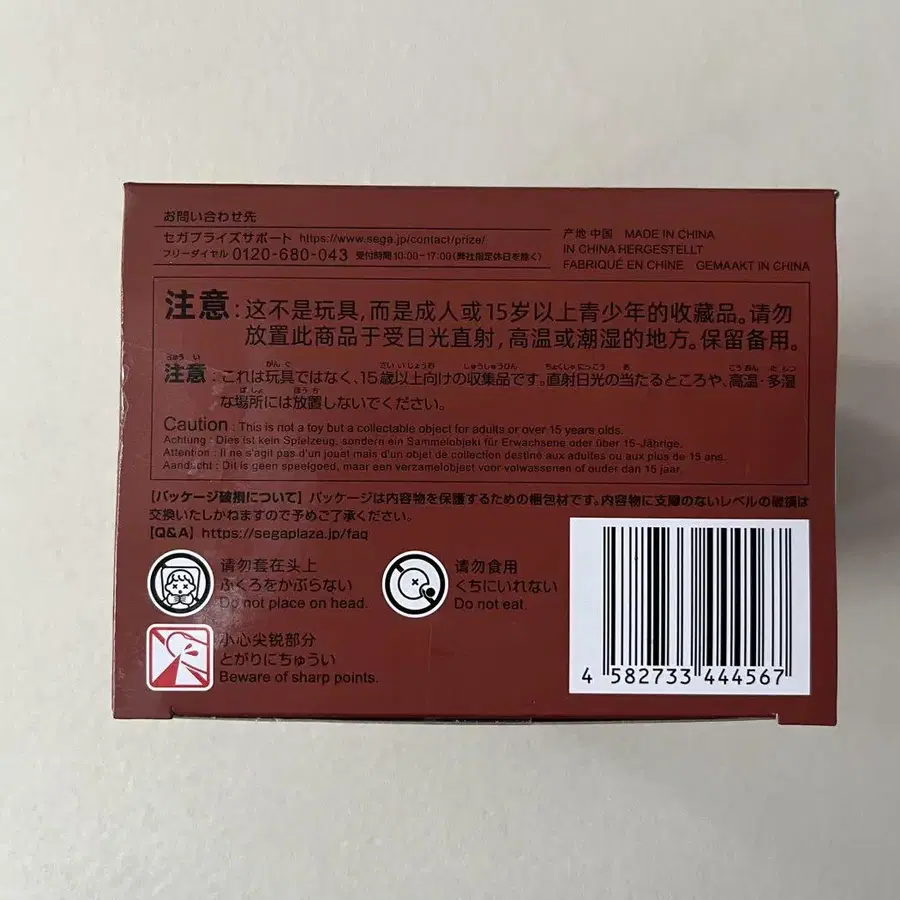 お問い合わせ先
セガプライズサポート https://www.sega.jp/contact/prize/
フリーダイヤル 0120-680-043 受付時間10:00~17:00(弊社指定休日を除く)
产地 中国 MADE IN CHINA
IN CHINA HERGESTELLT
FABRIQUÉ EN CHINE GEMAAKT IN CHINA
注意:这不是玩具,而是成人或15岁以上青少年的收藏品。请勿
放置此商品于受日光直射,高温或潮湿的地方。保留备用。
注意:これは玩具ではなく、15歳以上向けの収集品です。直射日光の当たるところや、高温・多湿
な場所には放置しないでください。
Caution : This is not a toy but a collectable object for adults or over 15 years olds.
Achtung : Dies ist kein Spielzeug, sondern ein Sammelobjekt für Erwachsene oder über 15-Jährige.
Attention : Il ne s'agit pas d'un jouet mais d'un objet de collection destiné aux adultes ou aux plus de 15 ans.
Aandacht : Dit is geen speelgoed, maar een verzamelobject voor volwassenen of ouder dan 15 jaar.
【パッケージ破損について】パッケージは内容物を保護するための梱包材です。内容物に支障のないレベルの破損は
交換いたしかねますので予めご了承ください。
【Q&A】https://segaplaza.jp/faq
请勿套在头上
ふくろをかぶらない
Do not place on head.
请勿食用
くちにいれない
Do not eat.
小心尖锐部分
とがりにちゅうい
Beware of sharp points.
4 582733 444567